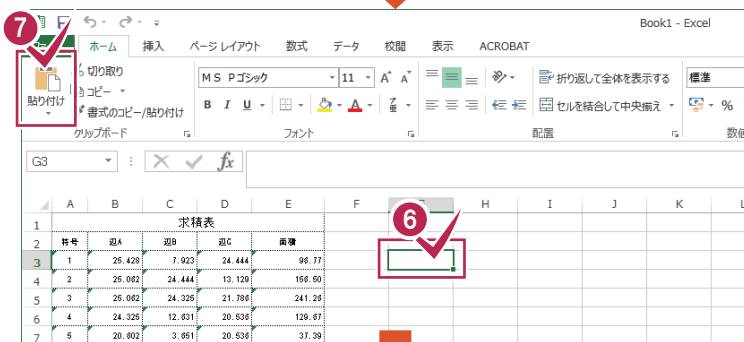 7
Book1 - Excel
ホーム 挿入 ページ レイアウト 数式 データ 校閲 表示 ACROBAT
貼り付け
切り取り
コピー
書式のコピー/貼り付け
クリップボード
MS Pゴシック 11 A A
B I U A
フォント
折り返して全体を表示する
セルを結合して中央揃え
配置
標準
%
数値
G3 fx
A B C D E F H I J K L
6
1 求積表
2 符号 辺A 辺B 辺C 面積
3 1 25.428 7.923 24.444 96.77
4 2 25.062 24.444 13.129 156.50
5 3 25.062 24.325 21.786 241.26
6 4 24.325 12.631 20.536 129.67
7 5 20.602 3.651 20.536 37.39